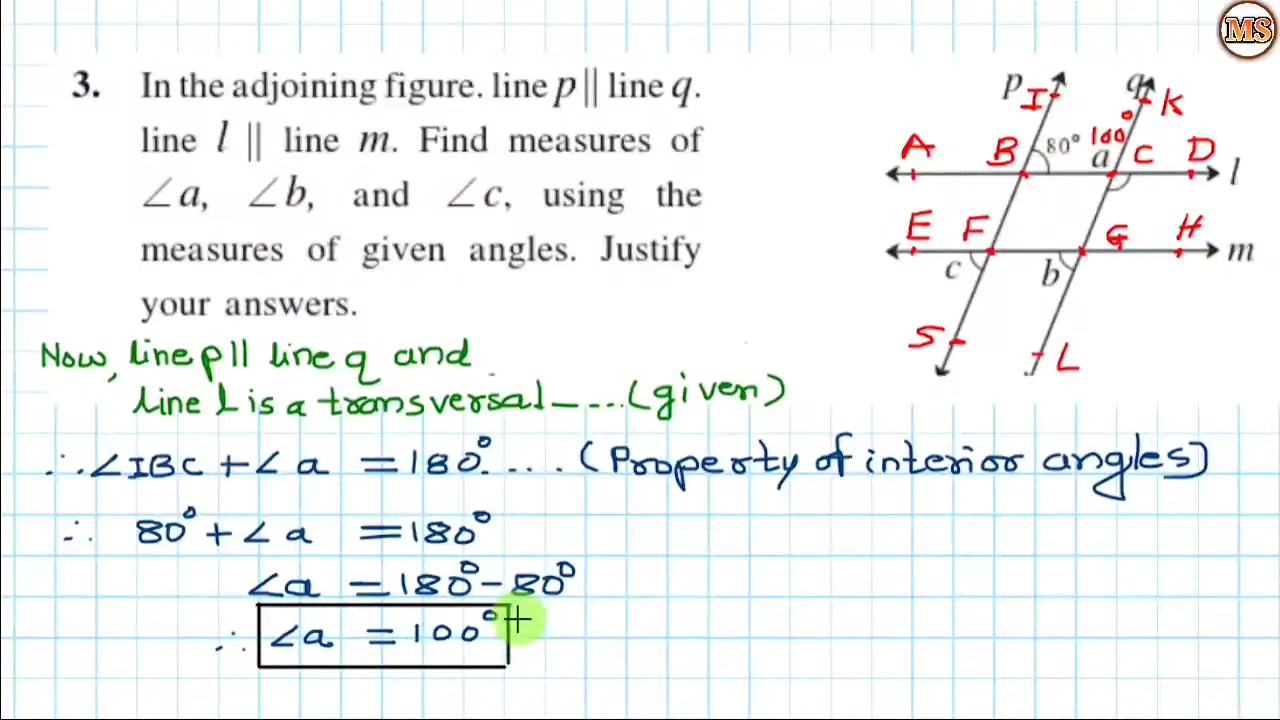 MS
3. In the adjoining figure. line p || line q.
line l || line m. Find measures of
∠a, ∠b, and ∠c, using the
measures of given angles. Justify
your answers.
p I q K
A B 80° 100° a C D l
E F G H m
c b
S L
Now, line p || line q and
line l is a transversal - ... (given)
∴ ∠IBC + ∠a = 180° .... (Property of interior angles)
∴ 80° + ∠a = 180°
∠a = 180° - 80°
∴ ∠a = 100°